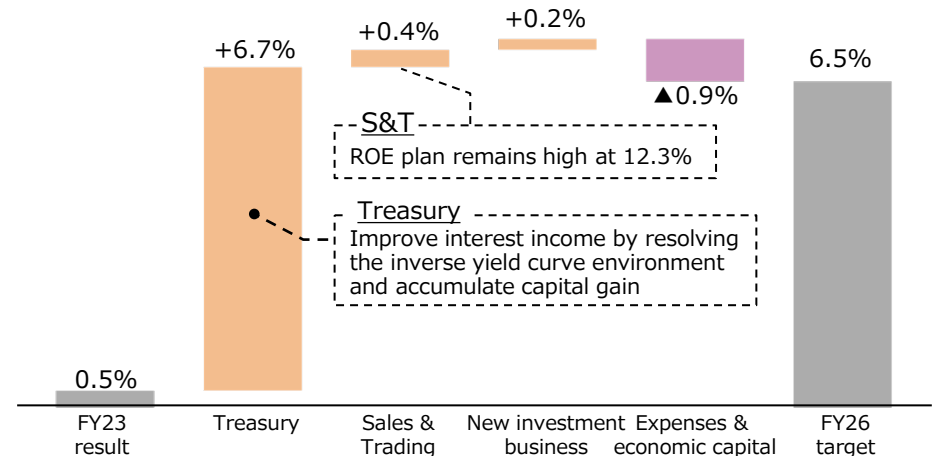 +6.7%
+0.4%
+0.2%
▲0.9%
6.5%
S&T
ROE plan remains high at 12.3%
Treasury
Improve interest income by resolving
the inverse yield curve environment
and accumulate capital gain
0.5%
FY23
result
Treasury
Sales &
Trading
New investment
business
Expenses &
economic capital
FY26
target